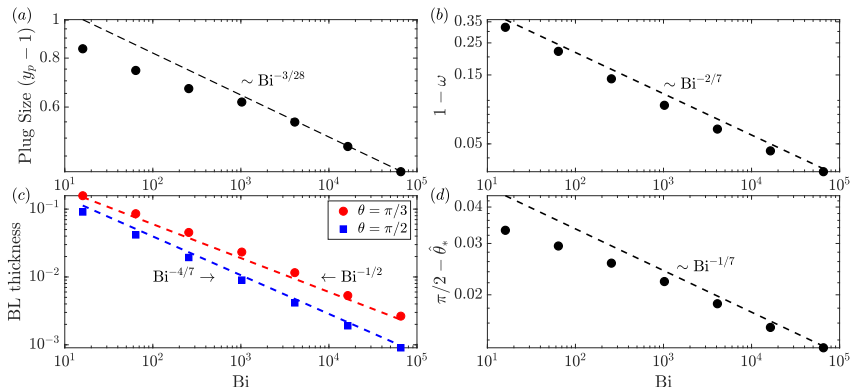 (a)
Plug Size (y_p − 1)
1
0.8
0.6
∼ Bi^{−3/28}
10^1 10^2 10^3 10^4 10^5
(b)
1 − ω
0.35
0.15
0.05
∼ Bi^{−2/7}
10^1 10^2 10^3 10^4 10^5
(c)
BL thickness
10^{−1}
10^{−2}
10^{−3}
θ = π/3
θ = π/2
Bi^{−4/7} →
← Bi^{−1/2}
10^1 10^2 10^3 10^4 10^5
Bi
(d)
π/2 − θ̂_*
0.04
0.03
0.02
∼ Bi^{−1/7}
10^1 10^2 10^3 10^4 10^5
Bi